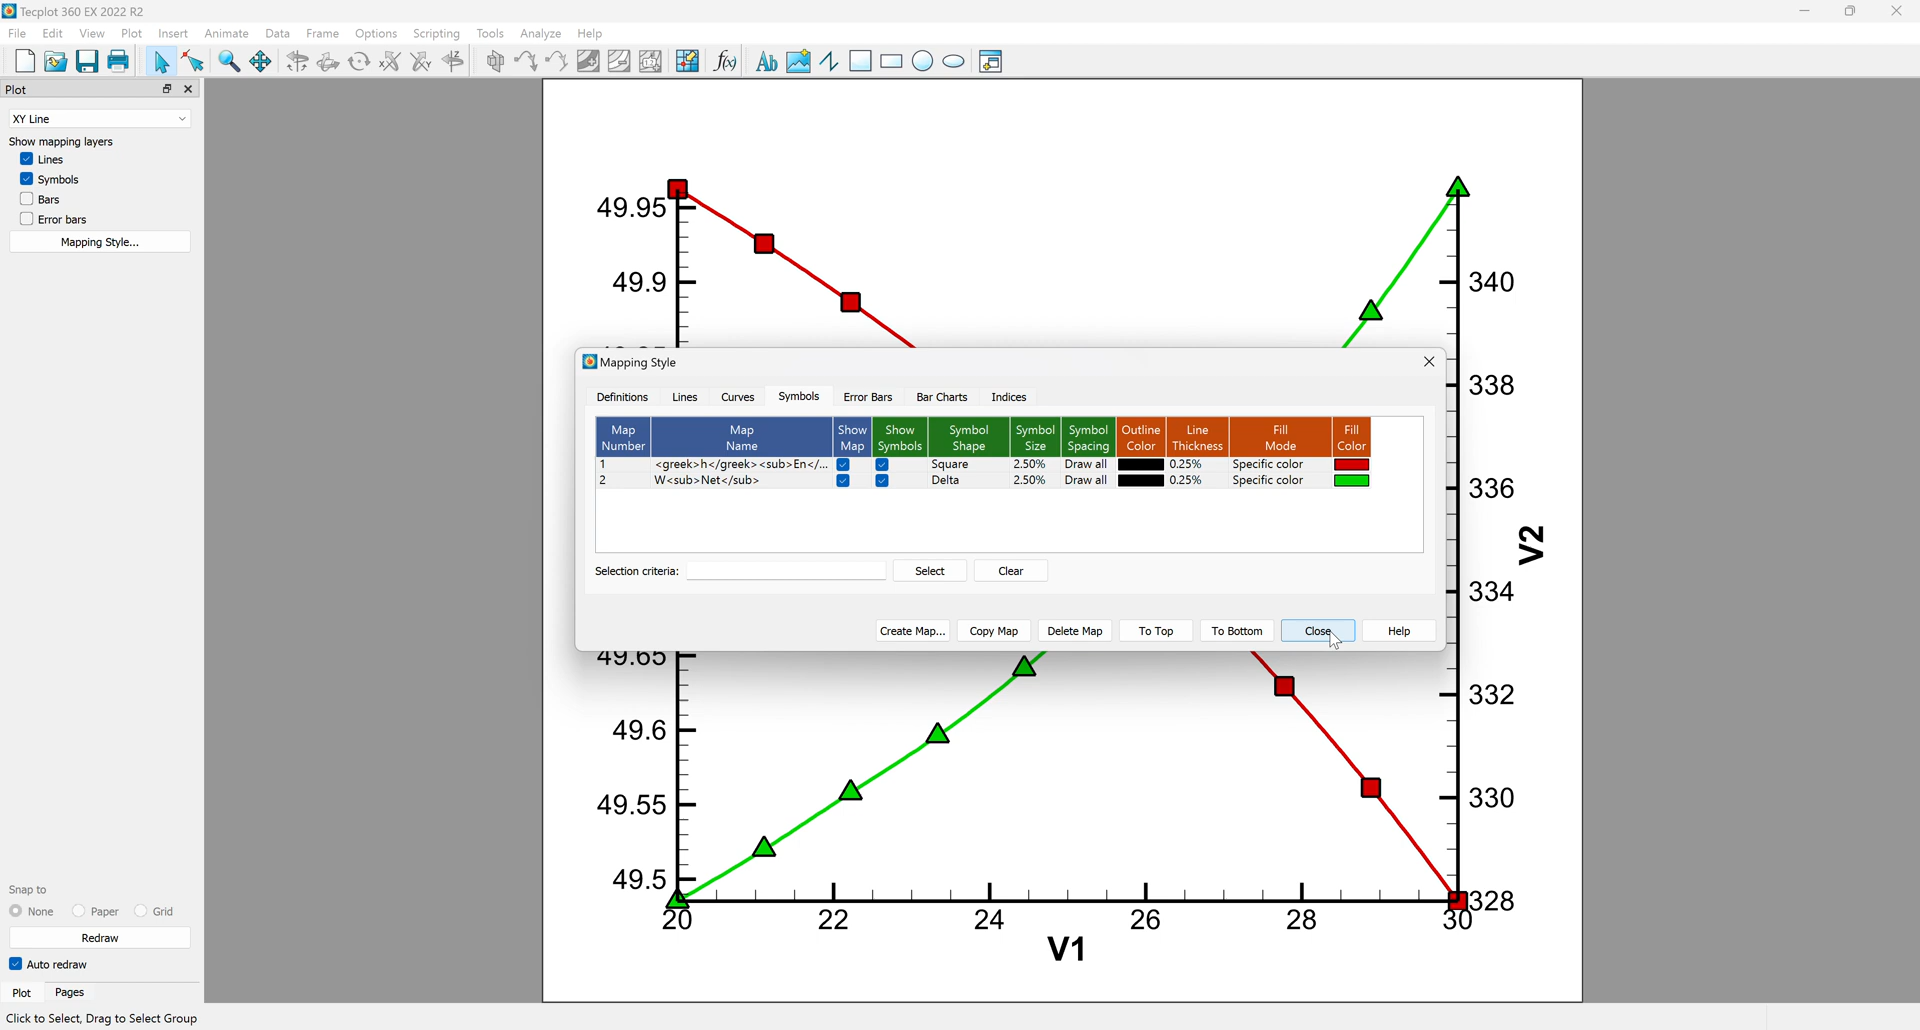 Tecplot 360 EX 2022 R2
File Edit View Plot Insert Animate Data Frame Options Scripting Tools Analyze Help
Plot
XY Line
Show mapping layers
Lines
Symbols
Bars
Error bars
Mapping Style...
49.95
49.9
340
338
336
334
332
330
328
V2
Mapping Style
Definitions Lines Curves Symbols Error Bars Bar Charts Indices
Map Number Map Name Show Map Show Symbols Symbol Shape Symbol Size Symbol Spacing Outline Color Line Thickness Fill Mode Fill Color
1 <greek>h</greek><sub>En</... Square 2.50% Draw all 0.25% Specific color
2 W<sub>Net</sub> Delta 2.50% Draw all 0.25% Specific color
Selection criteria: Select Clear
Create Map... Copy Map Delete Map To Top To Bottom Close Help
49.65
49.6
49.55
49.5
20 22 24 26 28 30
V1
Snap to
None Paper Grid
Redraw
Auto redraw
Plot Pages
Click to Select, Drag to Select Group